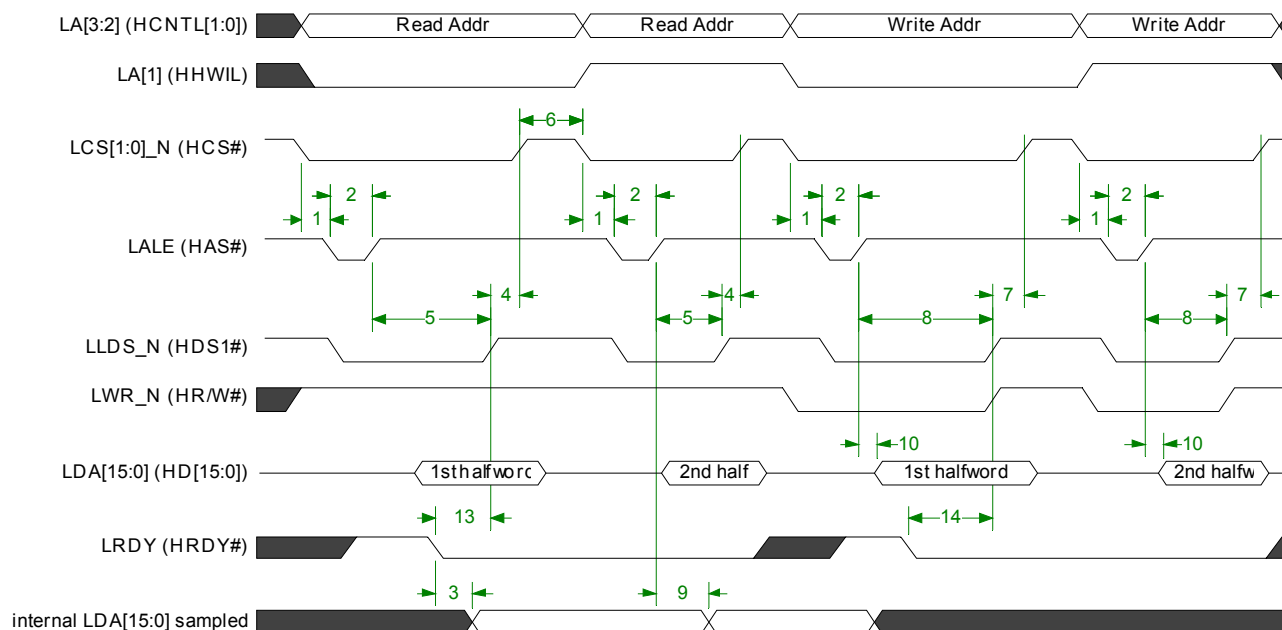 LA[3:2] (HCNTL[1:0]) Read Addr Read Addr Write Addr Write Addr
LA[1] (HHWIL)
6
LCS[1:0]_N (HCS#)
2 2 2 2
1 1 1 1
LALE (HAS#)
4 4 7 7
5 5 8 8
LLDS_N (HDS1#)
LWR_N (HR/W#)
10 10
LDA[15:0] (HD[15:0]) 1st halfword 2nd half 1st halfword 2nd halfw
13 14
LRDY (HRDY#)
3 9
internal LDA[15:0] sampled